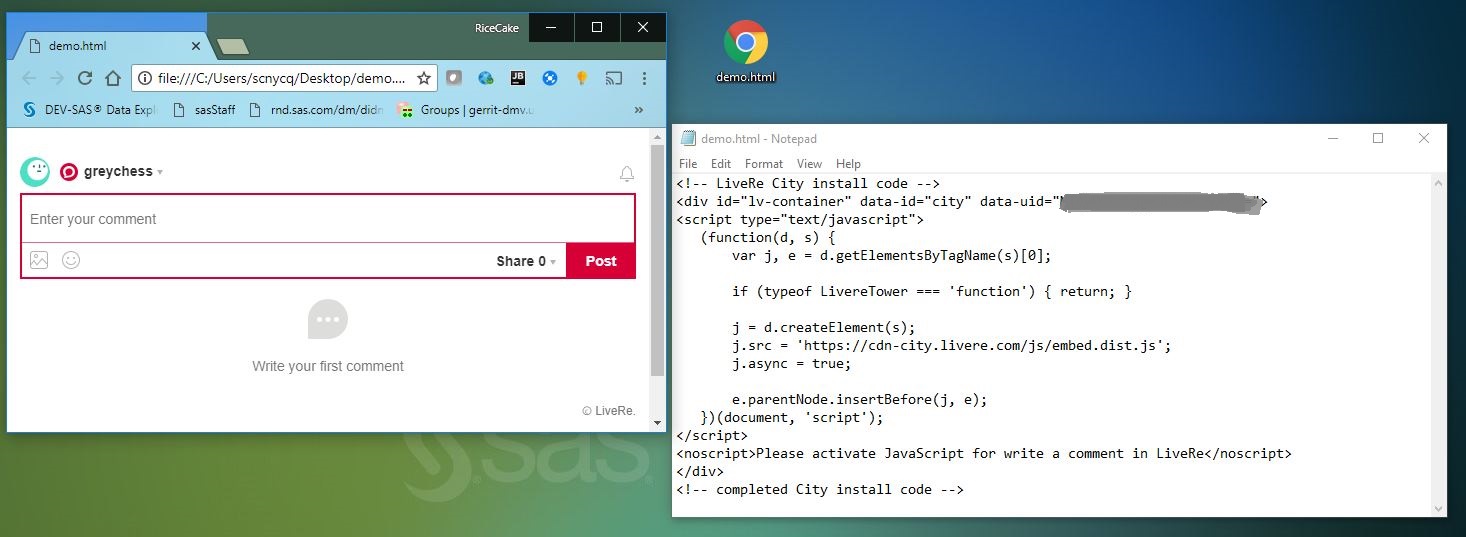 RiceCake
demo.html
file:///C:/Users/scnycq/Desktop/demo....
JB
DEV-SAS® Data Expl
sasStaff
rnd.sas.com/dm/didn
Groups | gerrit-dmv.u
»
greychess
Enter your comment
Share 0
Post
Write your first comment
© LiveRe.
demo.html
demo.html - Notepad
File Edit Format View Help
<!-- LiveRe City install code -->
<div id="lv-container" data-id="city" data-uid="">
<script type="text/javascript">
(function(d, s) {
var j, e = d.getElementsByTagName(s)[0];
if (typeof LivereTower === 'function') { return; }
j = d.createElement(s);
j.src = 'https://cdn-city.livere.com/js/embed.dist.js';
j.async = true;
e.parentNode.insertBefore(j, e);
})(document, 'script');
</script>
<noscript>Please activate JavaScript for write a comment in LiveRe</noscript>
</div>
<!-- completed City install code -->
sas®